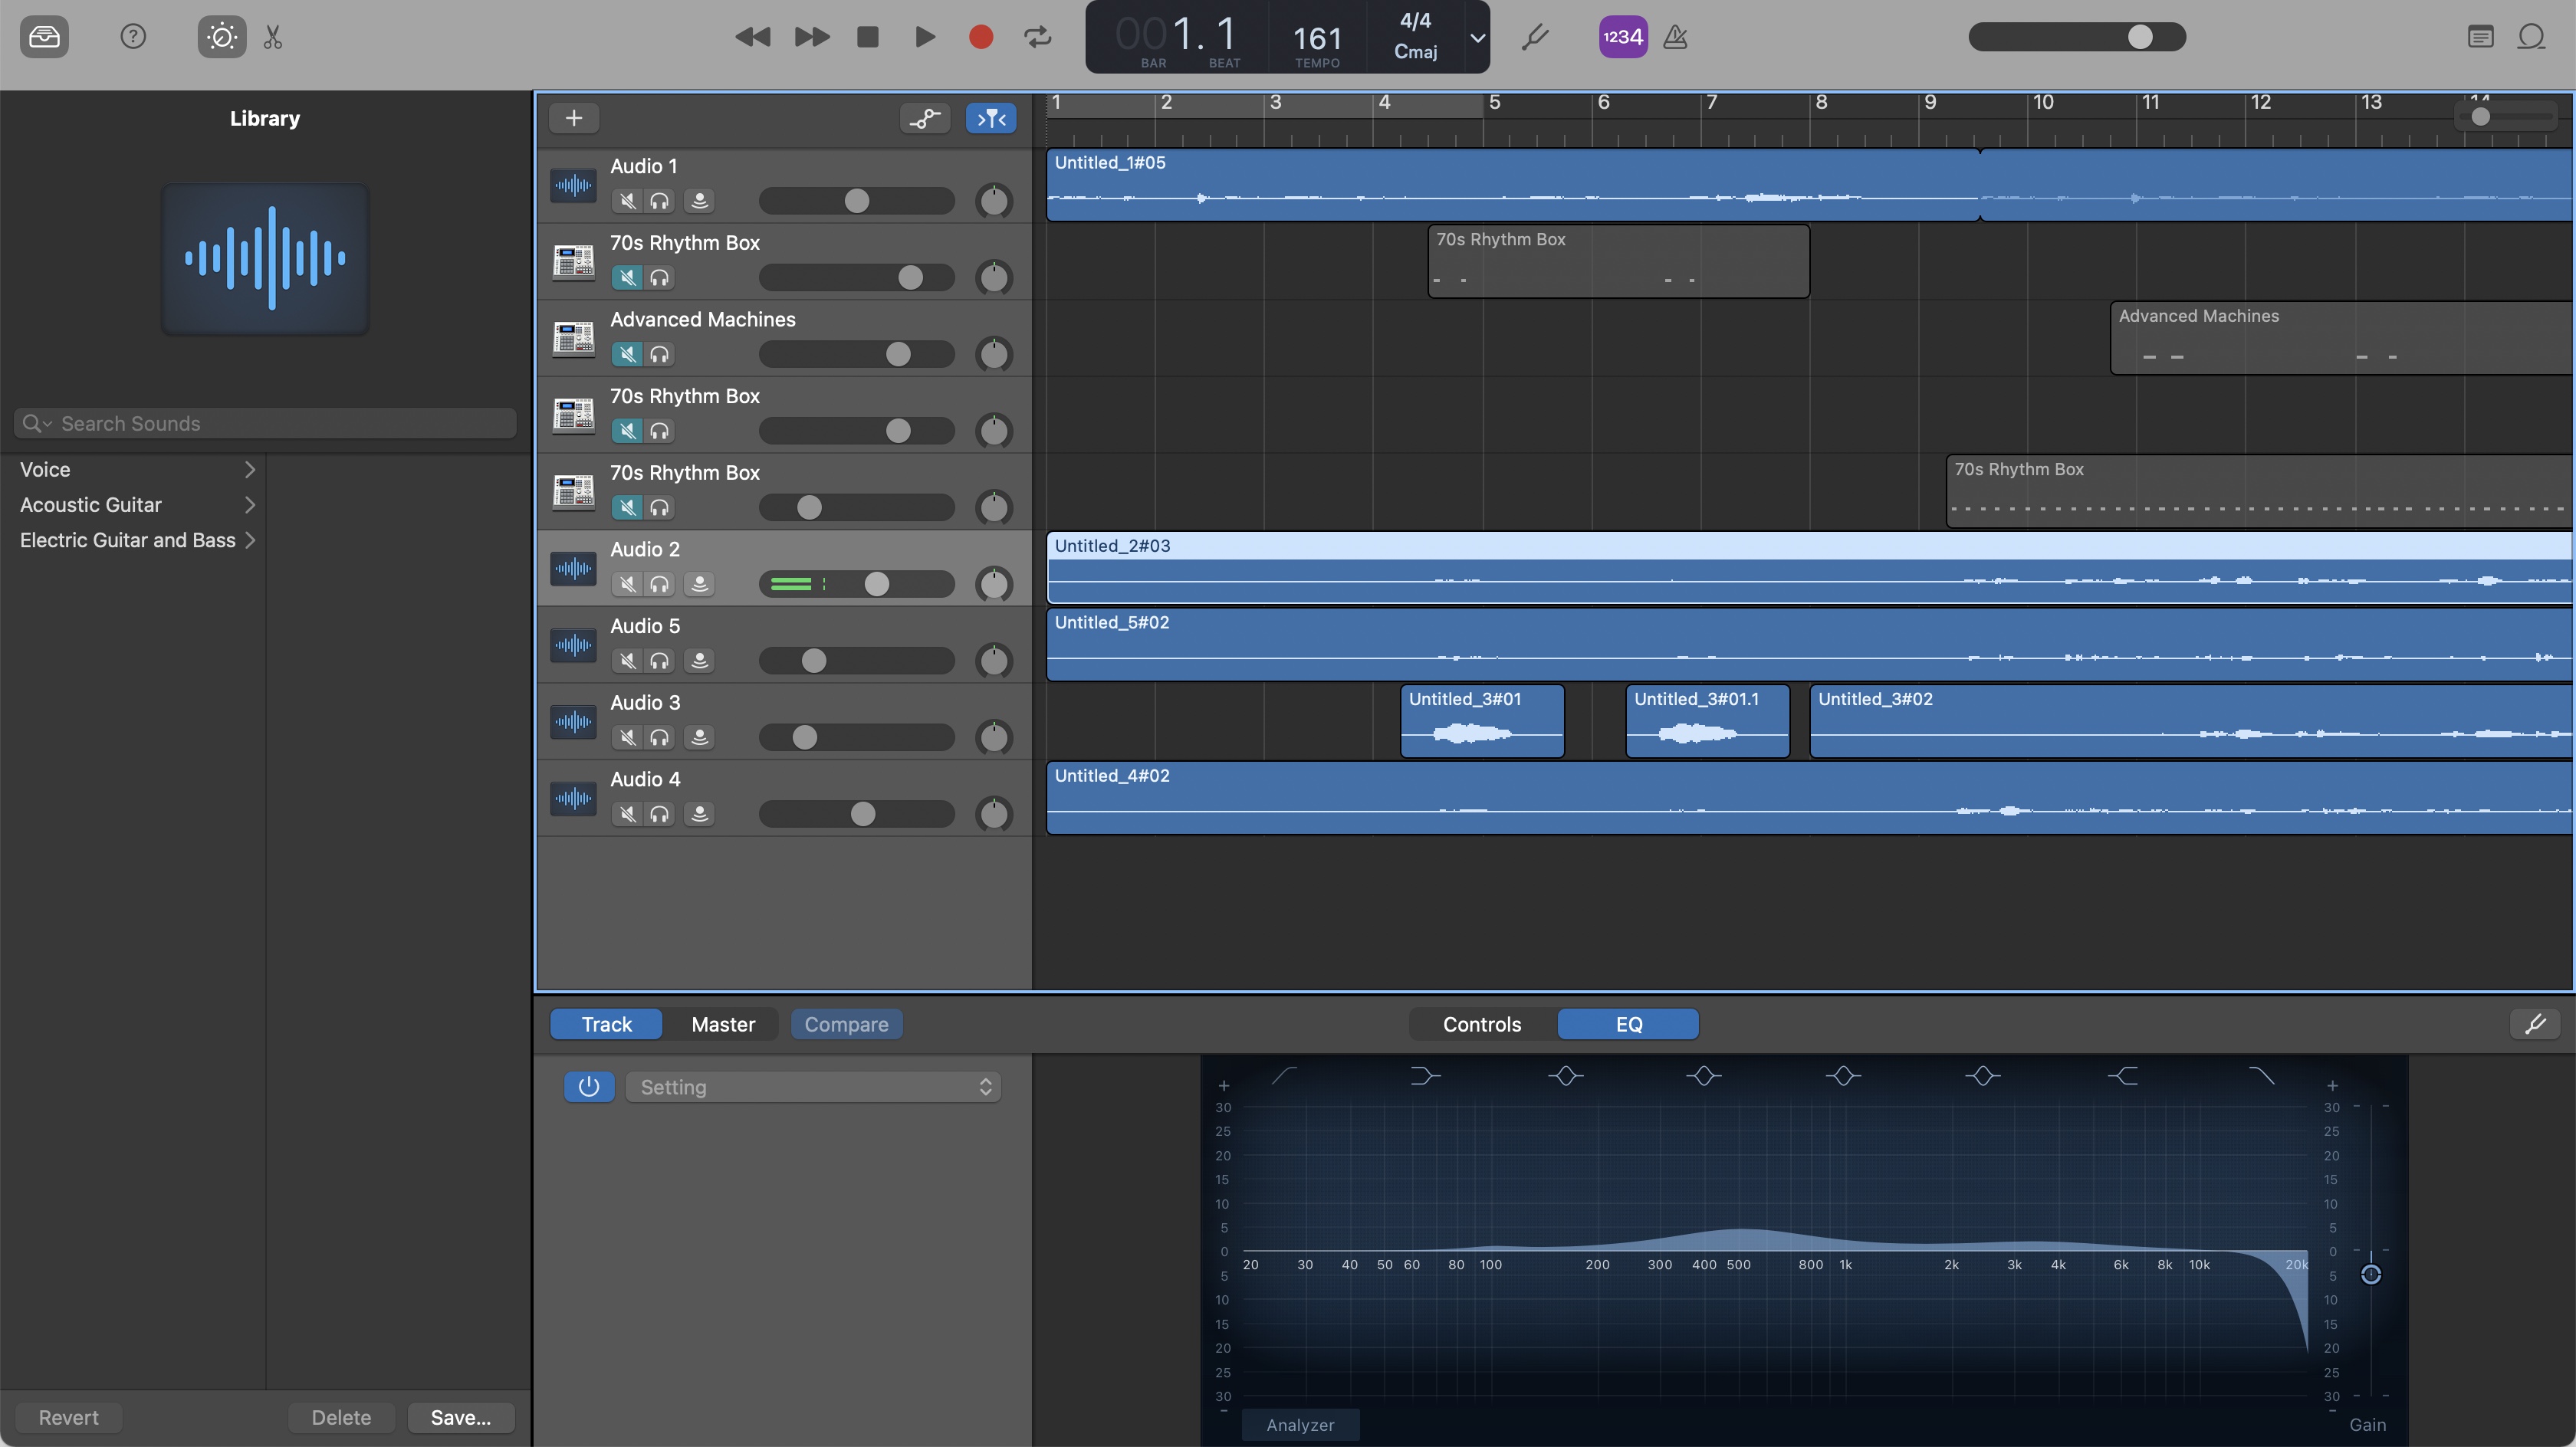 001. 1
BAR
BEAT
161
TEMPO
4/4
Cmaj
1234
Library
Search Sounds
Voice
Acoustic Guitar
Electric Guitar and Bass
Revert
Delete
Save...
1 2 3 4 5 6 7 8 9 10 11 12 13 14
Audio 1
Untitled_1#05
70s Rhythm Box
70s Rhythm Box
Advanced Machines
Advanced Machines
70s Rhythm Box
70s Rhythm Box
70s Rhythm Box
Audio 2
Untitled_2#03
Audio 5
Untitled_5#02
Audio 3
Untitled_3#01
Untitled_3#01.1
Untitled_3#02
Audio 4
Untitled_4#02
Track
Master
Compare
Controls
EQ
Setting
+ +
30 30
25 25
20 20
15 15
10 10
5 5
0 0
20 30 40 50 60 80 100 200 300 400 500 800 1k 2k 3k 4k 6k 8k 10k 20k
5 5
10 10
15 15
20 20
25 25
30 30
- -
Analyzer
Gain